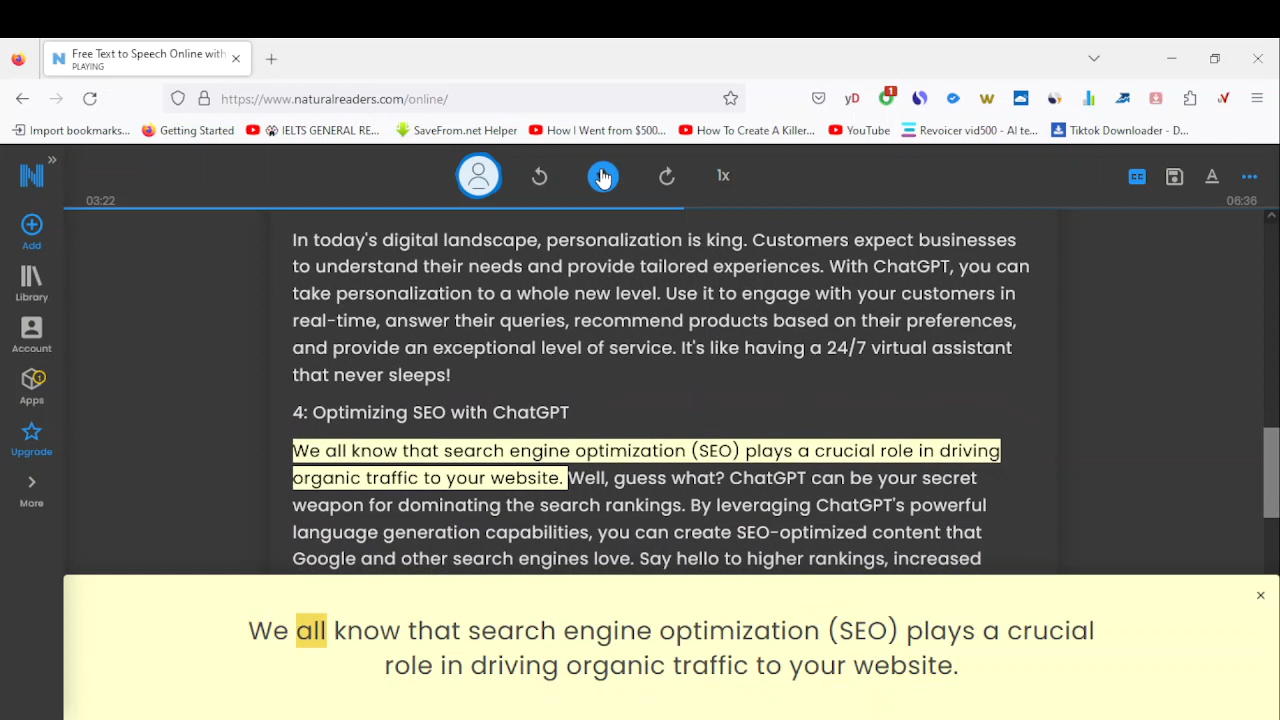 Free Text to Speech Online with
PLAYING
https://www.naturalreaders.com/online/
1
Import bookmarks...
Getting Started
IELTS GENERAL RE...
SaveFrom.net Helper
How I Went from $500...
How To Create A Killer...
YouTube
Revoicer vid500 - AI te...
Tiktok Downloader - D...
1x
03:22
06:36
Add
Library
Account
Apps
Upgrade
More
In today's digital landscape, personalization is king. Customers expect businesses
to understand their needs and provide tailored experiences. With ChatGPT, you can
take personalization to a whole new level. Use it to engage with your customers in
real-time, answer their queries, recommend products based on their preferences,
and provide an exceptional level of service. It's like having a 24/7 virtual assistant
that never sleeps!
4: Optimizing SEO with ChatGPT
We all know that search engine optimization (SEO) plays a crucial role in driving
organic traffic to your website. Well, guess what? ChatGPT can be your secret
weapon for dominating the search rankings. By leveraging ChatGPT's powerful
language generation capabilities, you can create SEO-optimized content that
Google and other search engines love. Say hello to higher rankings, increased
We all know that search engine optimization (SEO) plays a crucial
role in driving organic traffic to your website.